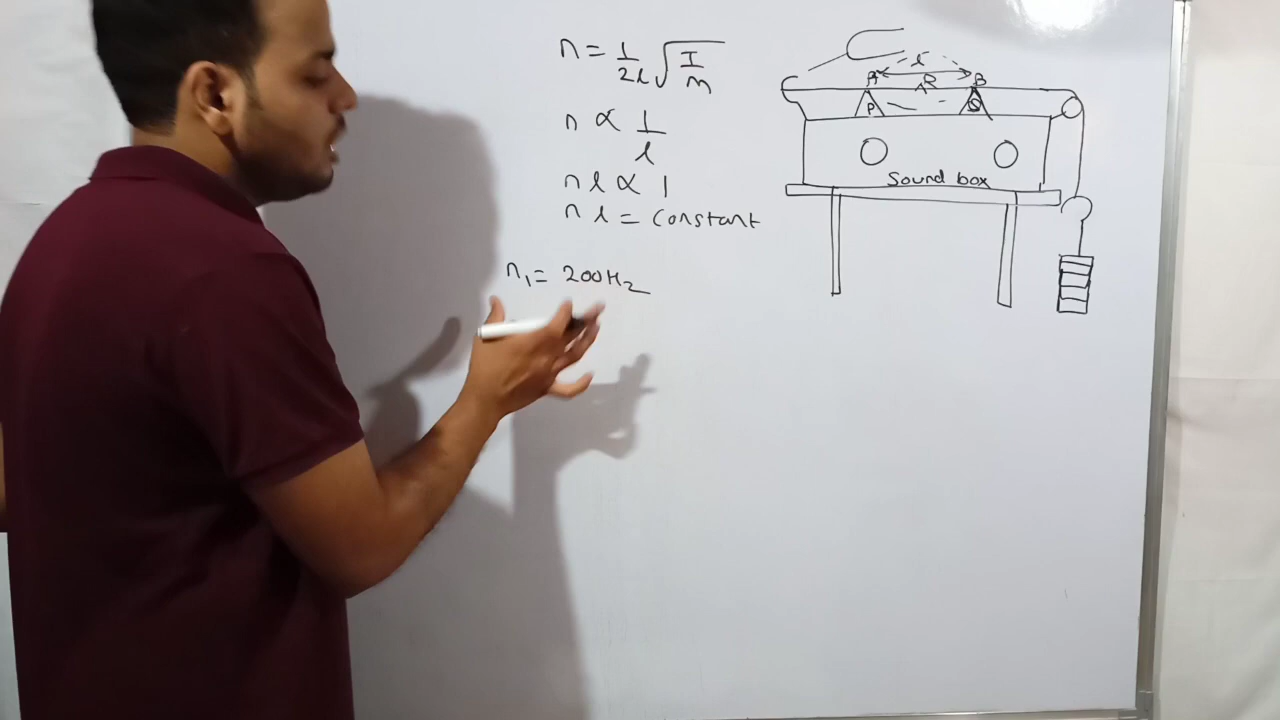 n = 1/2l √T/m
n ∝ 1/l
n l ∝ 1
n l = Constant
n₁ = 200Hz
l
A R B
P Q
Sound box